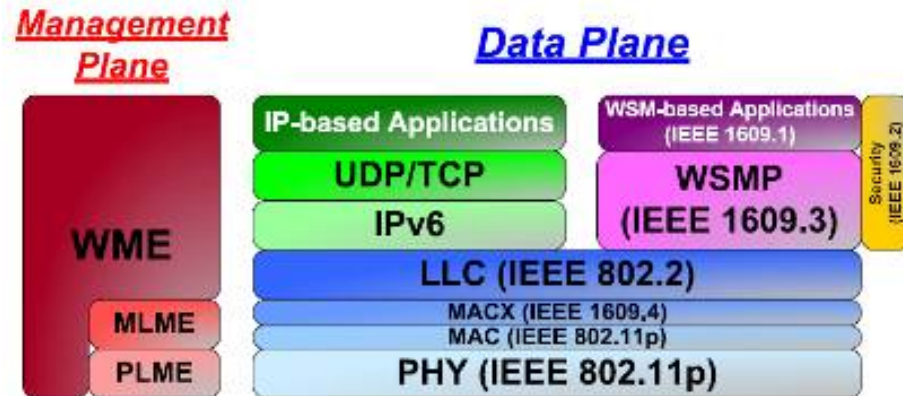 Management
Plane
Data Plane
WME
MLME
PLME
IP-based Applications
UDP/TCP
IPv6
WSM-based Applications
(IEEE 1609.1)
WSMP
(IEEE 1609.3)
Security
(IEEE 1609.2)
LLC (IEEE 802.2)
MACX (IEEE 1609.4)
MAC (IEEE 802.11p)
PHY (IEEE 802.11p)